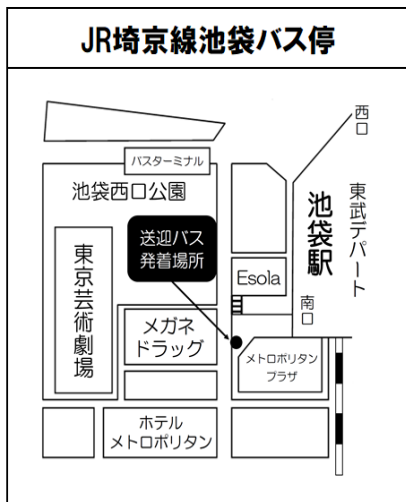 JR埼京線池袋バス停
西口
バスターミナル
池袋西口公園
池袋駅
東武デパート
送迎バス
発着場所
東京芸術劇場
Esola
南口
メガネ
ドラッグ
メトロポリタン
プラザ
ホテル
メトロポリタン